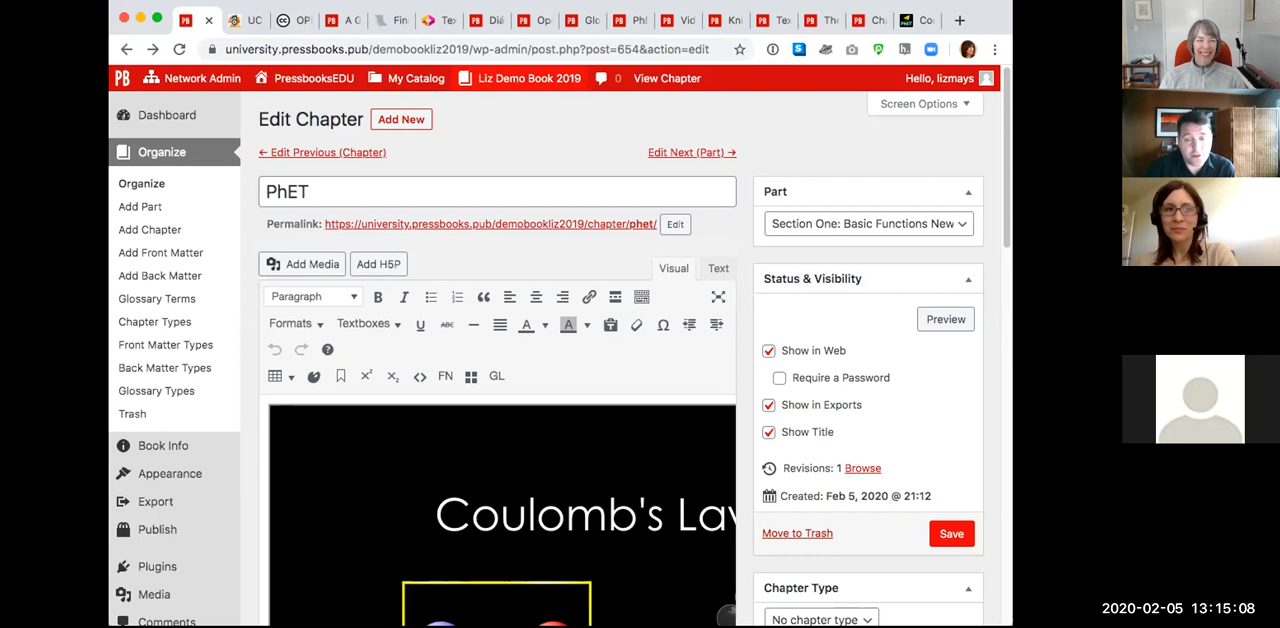 UC
OP
A G
Fin
Tex
Diá
Ope
Glo
PhI
Vid
Kni
Tex
The
Cha
Co
university.pressbooks.pub/demobookliz2019/wp-admin/post.php?post=654&action=edit
Network Admin PressbooksEDU My Catalog Liz Demo Book 2019 0 View Chapter Hello, lizmays
Dashboard
Organize
Organize
Add Part
Add Chapter
Add Front Matter
Add Back Matter
Glossary Terms
Chapter Types
Front Matter Types
Back Matter Types
Glossary Types
Trash
Book Info
Appearance
Export
Publish
Plugins
Media
Comments
Screen Options
Edit Chapter Add New
← Edit Previous (Chapter) Edit Next (Part) →
PhET
Permalink: https://university.pressbooks.pub/demobookliz2019/chapter/phet/ Edit
Add Media Add H5P Visual Text
Paragraph B I
Formats Textboxes U ABC A A Ω
X² X₂ <> FN GL
Coulomb's Lav
Part
Section One: Basic Functions New
Status & Visibility
Preview
Show in Web
Require a Password
Show in Exports
Show Title
Revisions: 1 Browse
Created: Feb 5, 2020 @ 21:12
Move to Trash Save
Chapter Type
No chapter type
2020-02-05 13:15:08